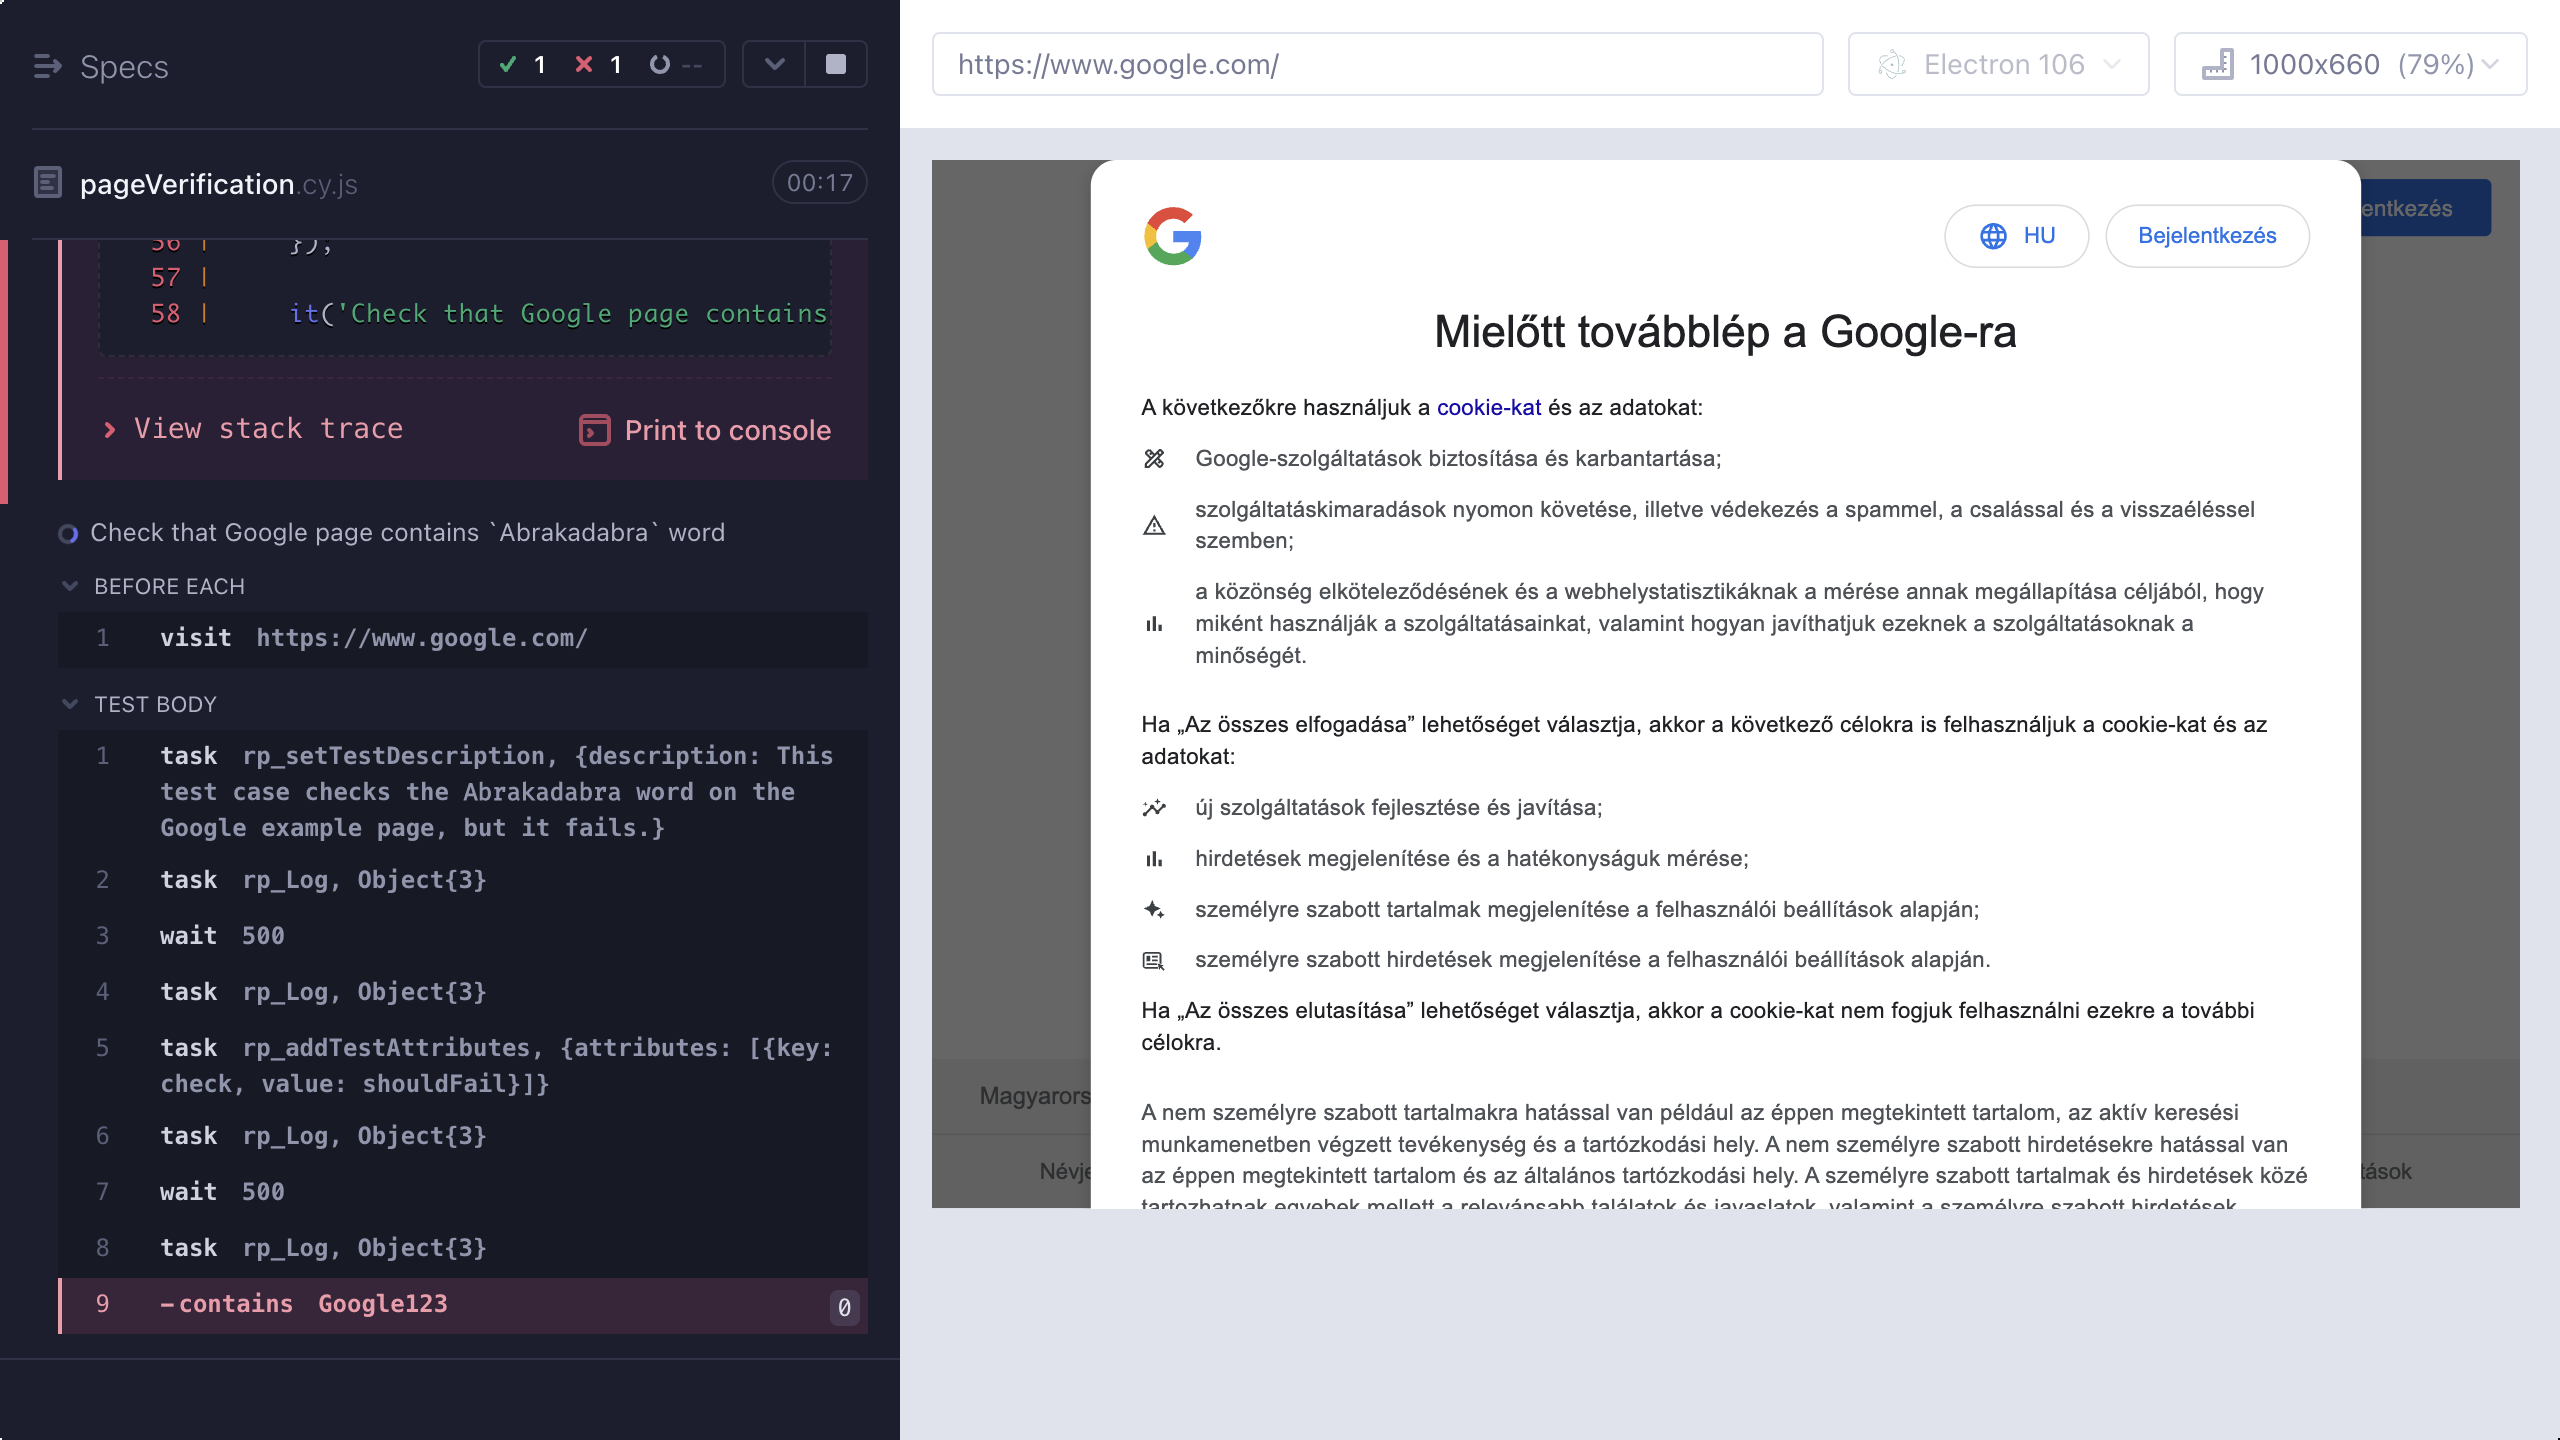 Specs
1 1 --
pageVerification.cy.js
00:17
56 | });
57 |
58 | it('Check that Google page contains
View stack trace
Print to console
Check that Google page contains `Abrakadabra` word
BEFORE EACH
1 visit https://www.google.com/
TEST BODY
1 task rp_setTestDescription, {description: This
test case checks the Abrakadabra word on the
Google example page, but it fails.}
2 task rp_Log, Object{3}
3 wait 500
4 task rp_Log, Object{3}
5 task rp_addTestAttributes, {attributes: [{key:
check, value: shouldFail}]}
6 task rp_Log, Object{3}
7 wait 500
8 task rp_Log, Object{3}
9 -contains Google123 0
https://www.google.com/
Electron 106
1000x660 (79%)
entkezés
HU
Bejelentkezés
Mielőtt továbblép a Google-ra
A következőkre használjuk a cookie-kat és az adatokat:
Google-szolgáltatások biztosítása és karbantartása;
szolgáltatáskimaradások nyomon követése, illetve védekezés a spammel, a csalással és a visszaéléssel
szemben;
a közönség elköteleződésének és a webhelystatisztikáknak a mérése annak megállapítása céljából, hogy
miként használják a szolgáltatásainkat, valamint hogyan javíthatjuk ezeknek a szolgáltatásoknak a
minőségét.
Ha „Az összes elfogadása” lehetőséget választja, akkor a következő célokra is felhasználjuk a cookie-kat és az
adatokat:
új szolgáltatások fejlesztése és javítása;
hirdetések megjelenítése és a hatékonyságuk mérése;
személyre szabott tartalmak megjelenítése a felhasználói beállítások alapján;
személyre szabott hirdetések megjelenítése a felhasználói beállítások alapján.
Ha „Az összes elutasítása” lehetőséget választja, akkor a cookie-kat nem fogjuk felhasználni ezekre a további
célokra.
A nem személyre szabott tartalmakra hatással van például az éppen megtekintett tartalom, az aktív keresési
munkamenetben végzett tevékenység és a tartózkodási hely. A nem személyre szabott hirdetésekre hatással van
az éppen megtekintett tartalom és az általános tartózkodási hely. A személyre szabott tartalmak és hirdetések közé
tartozhatnak egyebek mellett a relevánsabb találatok és javaslatok, valamint a személyre szabott hirdetések
Magyarors
Névje
tások